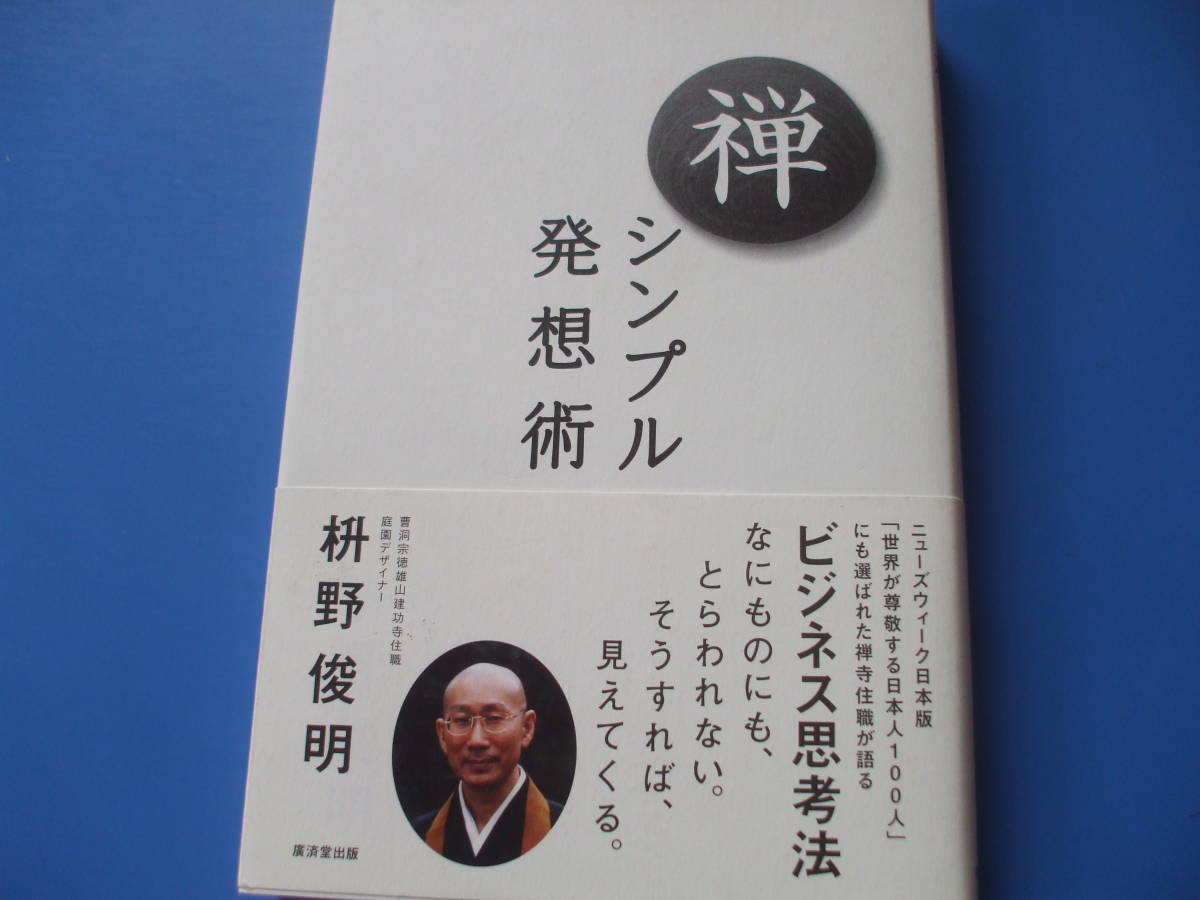 禅
シンプル
発想術
ニューズウィーク日本版
「世界が尊敬する日本人100人」
にも選ばれた禅寺住職が語る
ビジネス思考法
なにものにも、
とらわれない。
そうすれば、
見えてくる。
曹洞宗徳雄山建功寺住職
庭園デザイナー
枡野俊明
廣済堂出版